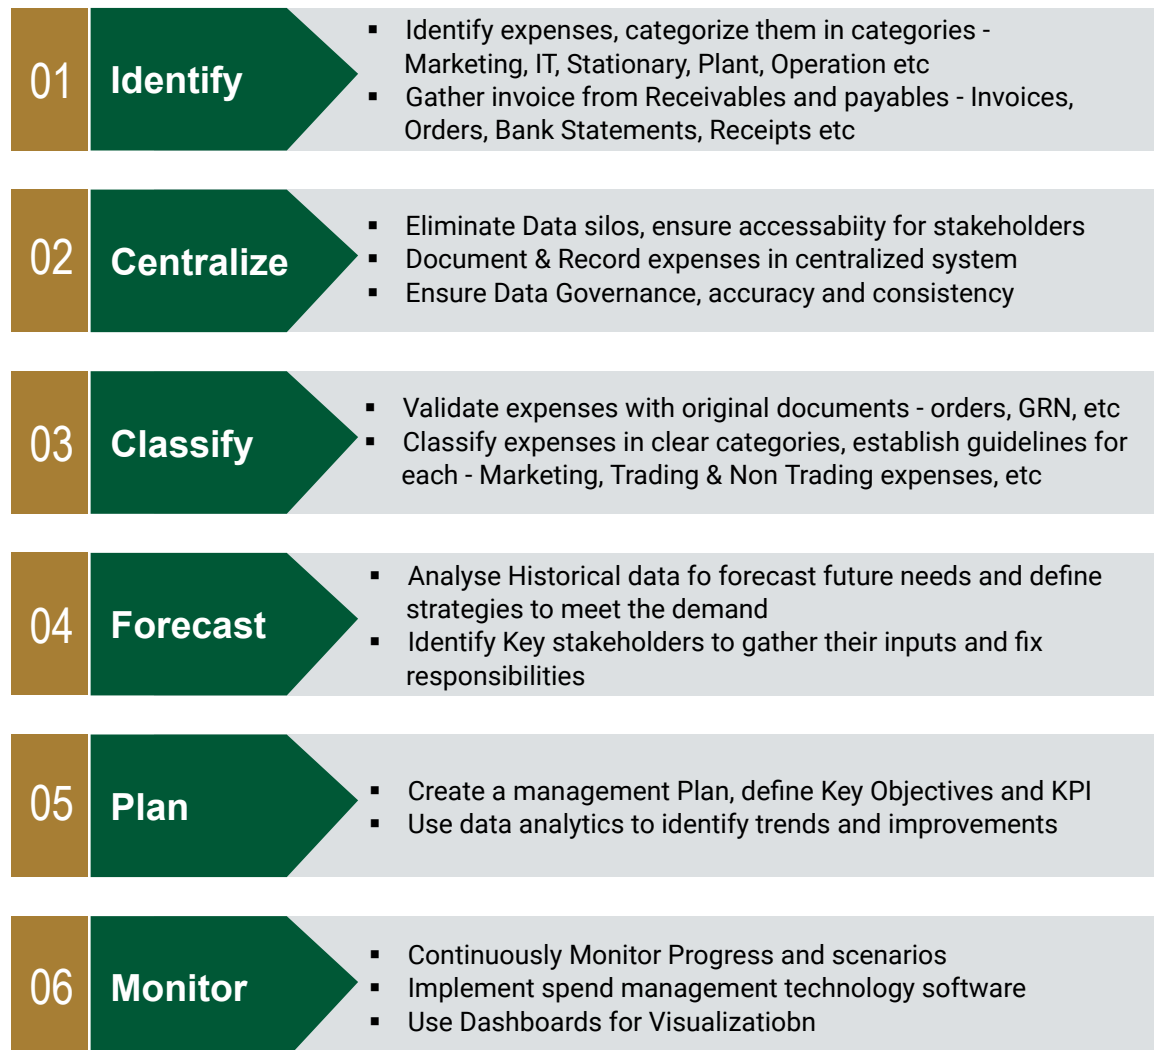 01
Identify
▪ Identify expenses, categorize them in categories -
Marketing, IT, Stationary, Plant, Operation etc
▪ Gather invoice from Receivables and payables - Invoices,
Orders, Bank Statements, Receipts etc
02
Centralize
▪ Eliminate Data silos, ensure accessabiity for stakeholders
▪ Document & Record expenses in centralized system
▪ Ensure Data Governance, accuracy and consistency
03
Classify
▪ Validate expenses with original documents - orders, GRN, etc
▪ Classify expenses in clear categories, establish guidelines for
each - Marketing, Trading & Non Trading expenses, etc
04
Forecast
▪ Analyse Historical data fo forecast future needs and define
strategies to meet the demand
▪ Identify Key stakeholders to gather their inputs and fix
responsibilities
05
Plan
▪ Create a management Plan, define Key Objectives and KPI
▪ Use data analytics to identify trends and improvements
06
Monitor
▪ Continuously Monitor Progress and scenarios
▪ Implement spend management technology software
▪ Use Dashboards for Visualizatiobn